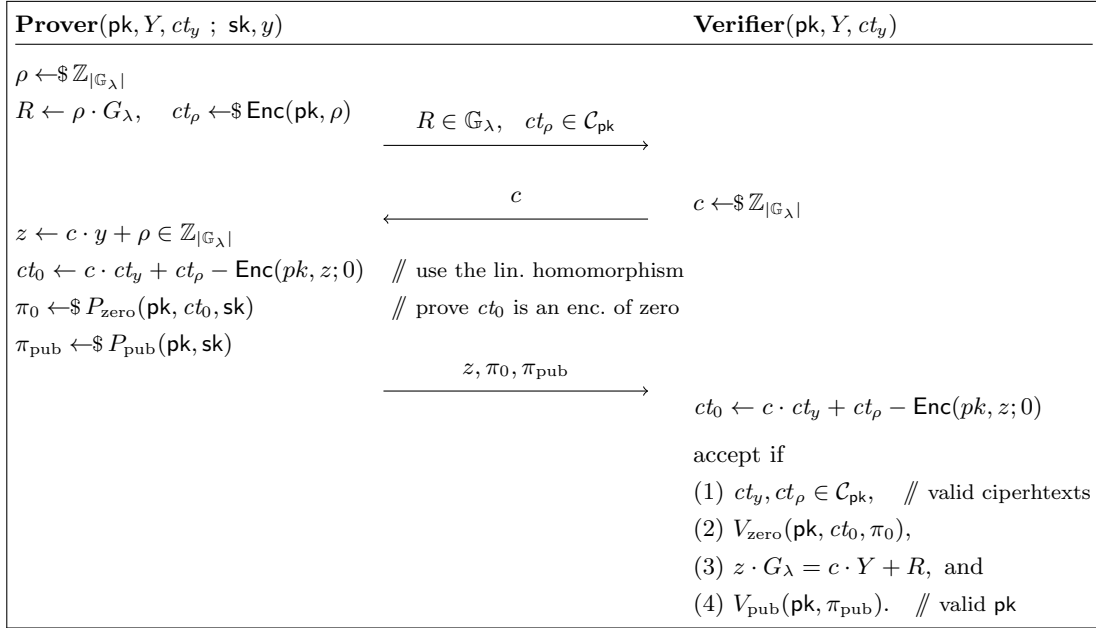 Prover(pk, Y, ct_y ; sk, y) Verifier(pk, Y, ct_y)
ρ ←$ ℤ_{|𝔾_λ|}
R ← ρ · G_λ, ct_ρ ←$ Enc(pk, ρ)
R ∈ 𝔾_λ, ct_ρ ∈ 𝒞_pk
c
c ←$ ℤ_{|𝔾_λ|}
z ← c · y + ρ ∈ ℤ_{|𝔾_λ|}
ct_0 ← c · ct_y + ct_ρ − Enc(pk, z; 0) // use the lin. homomorphism
π_0 ←$ P_zero(pk, ct_0, sk) // prove ct_0 is an enc. of zero
π_pub ←$ P_pub(pk, sk)
z, π_0, π_pub
ct_0 ← c · ct_y + ct_ρ − Enc(pk, z; 0)
accept if
(1) ct_y, ct_ρ ∈ 𝒞_pk, // valid ciperhtexts
(2) V_zero(pk, ct_0, π_0),
(3) z · G_λ = c · Y + R, and
(4) V_pub(pk, π_pub). // valid pk